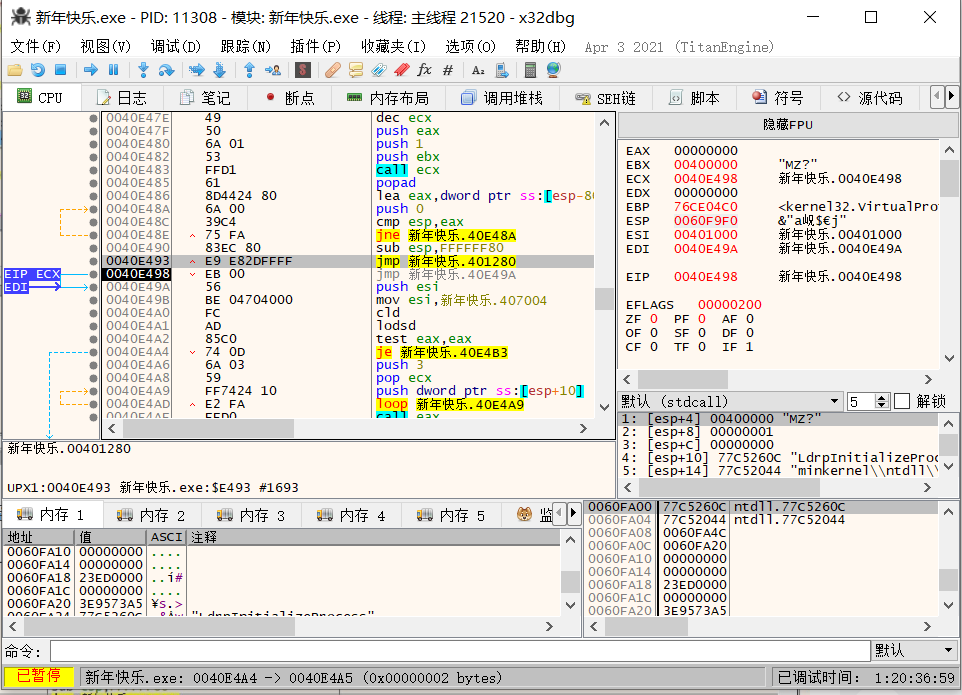 新年快乐.exe - PID: 11308 - 模块: 新年快乐.exe - 线程: 主线程 21520 - x32dbg
文件(F) 视图(V) 调试(D) 跟踪(N) 插件(P) 收藏夹(I) 选项(O) 帮助(H) Apr 3 2021 (TitanEngine)
CPU 日志 笔记 断点 内存布局 调用堆栈 SEH链 脚本 符号 源代码
0040E47E 49 dec ecx
0040E47F 50 push eax
0040E480 6A 01 push 1
0040E482 53 push ebx
0040E483 FFD1 call ecx
0040E485 61 popad
0040E486 8D4424 80 lea eax,dword ptr ss:[esp-80
0040E48A 6A 00 push 0
0040E48C 39C4 cmp esp,eax
0040E48E 75 FA jne 新年快乐.40E48A
0040E490 83EC 80 sub esp,FFFFFF80
0040E493 E9 E82DFFFF jmp 新年快乐.401280
EIP ECX 0040E498 EB 00 jmp 新年快乐.40E49A
EDI 0040E49A 56 push esi
0040E49B BE 04704000 mov esi,新年快乐.407004
0040E4A0 FC cld
0040E4A1 AD lodsd
0040E4A2 85C0 test eax,eax
0040E4A4 74 0D je 新年快乐.40E4B3
0040E4A6 6A 03 push 3
0040E4A8 59 pop ecx
0040E4A9 FF7424 10 push dword ptr ss:[esp+10]
0040E4AD E2 FA loop 新年快乐.40E4A9
0040E4AF FFD0 call eax
隐藏FPU
EAX 00000000
EBX 00400000 "MZ?"
ECX 0040E498 新年快乐.0040E498
EDX 00000000
EBP 76CE04C0 <kernel32.VirtualPro
ESP 0060F9F0
ESI 00401000 新年快乐.00401000
EDI 0040E49A 新年快乐.0040E49A
EIP 0040E498 新年快乐.0040E498
EFLAGS 00000200
ZF 0 PF 0 AF 0
OF 0 SF 0 DF 0
CF 0 TF 0 IF 1
默认 (stdcall) 5 解锁
1: [esp+4] 00400000 "MZ?"
2: [esp+8] 00000001
3: [esp+C] 00000000
4: [esp+10] 77C5260C "LdrpInitializeProc
5: [esp+14] 77C52044 "minkernel\\ntdll\\
新年快乐.00401280
UPX1:0040E493 新年快乐.exe:$E493 #1693
内存 1 内存 2 内存 3 内存 4 内存 5 监
地址 值 ASCI 注释
0060FA10 00000000 ....
0060FA14 00000000 ....
0060FA18 23ED0000 ..í#
0060FA1C 00000000 ....
0060FA20 3E9573A5 ¥s.>
0060FA24 77C5260C .&Åw "LdrpInitializeProcess"
0060FA00 77C5260C ntdll.77C5260C
0060FA04 77C52044 ntdll.77C52044
0060FA08 0060FA4C
0060FA0C 0060FA20
0060FA10 00000000
0060FA14 00000000
0060FA18 23ED0000
0060FA1C 00000000
0060FA20 3E9573A5
命令: 默认
已暂停 新年快乐.exe: 0040E4A4 -> 0040E4A5 (0x00000002 bytes) 已调试时间: 1:20:36:59